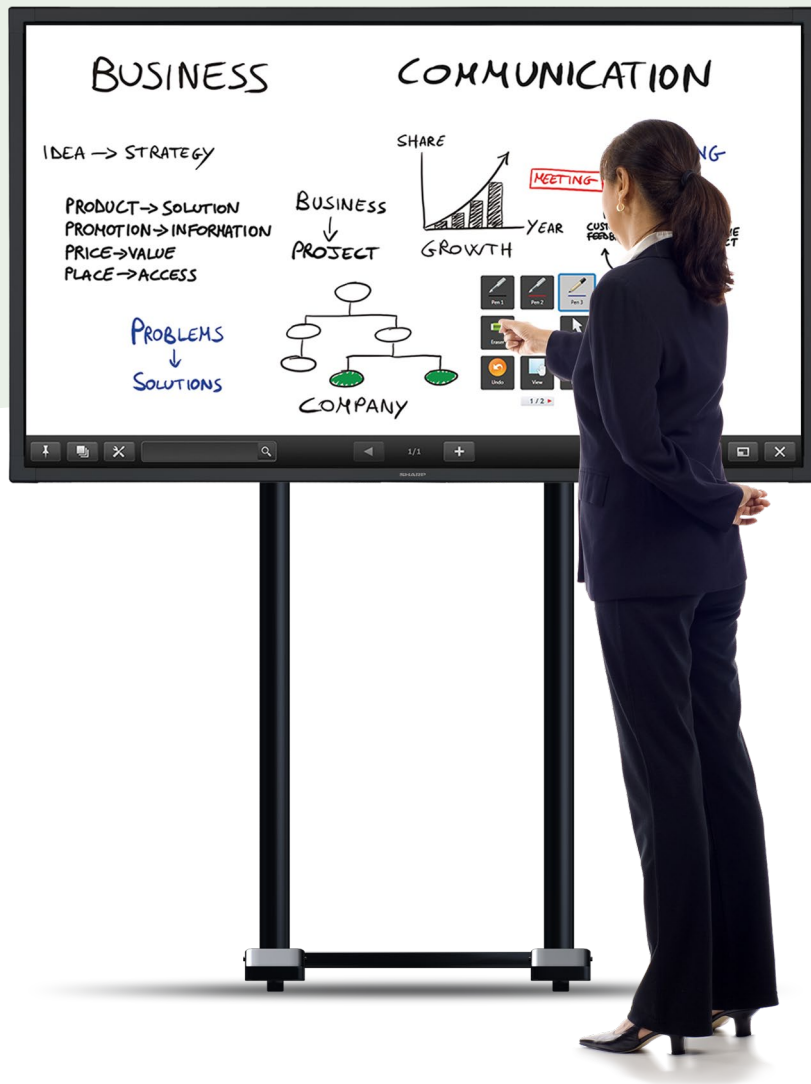 BUSINESS COMMUNICATION
IDEA → STRATEGY
PRODUCT → SOLUTION
PROMOTION → INFORMATION
PRICE → VALUE
PLACE → ACCESS
PROBLEMS
↓
SOLUTIONS
BUSINESS
↓
PROJECT
COMPANY
SHARE
YEAR
GROWTH
MEETING
Pen 1 Pen 2 Pen 3
Eraser
Undo View
1 / 2
1/1
SHARP